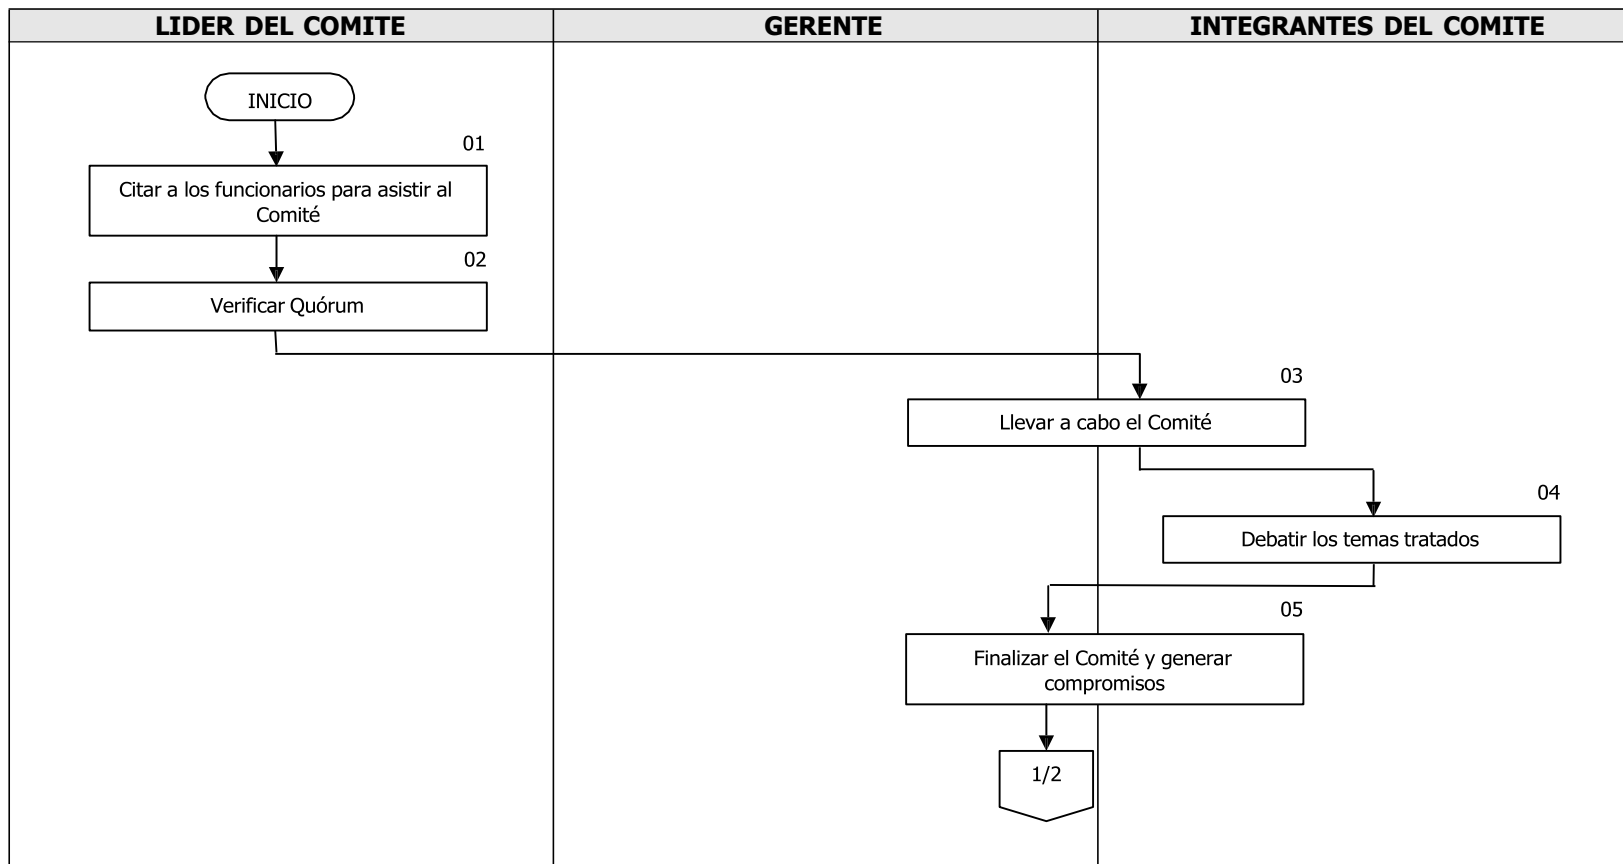 LIDER DEL COMITE
GERENTE
INTEGRANTES DEL COMITE
INICIO
01
Citar a los funcionarios para asistir al
Comité
02
Verificar Quórum
03
Llevar a cabo el Comité
04
Debatir los temas tratados
05
Finalizar el Comité y generar
compromisos
1/2